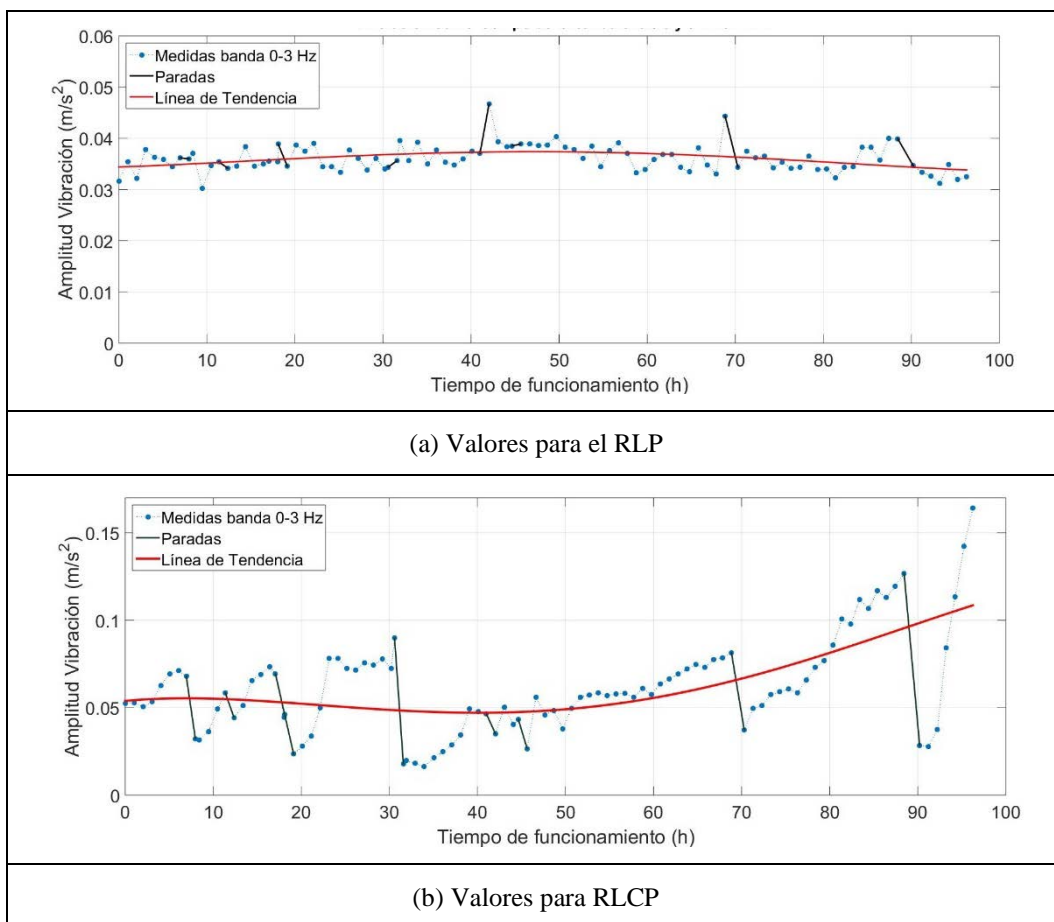 0.06
0.05
0.04
0.03
0.02
0.01
0
Amplitud Vibración (m/s²)
Medidas banda 0-3 Hz
Paradas
Línea de Tendencia
0 10 20 30 40 50 60 70 80 90 100
Tiempo de funcionamiento (h)
(a) Valores para el RLP
0.15
0.1
0.05
0
Amplitud Vibración (m/s²)
Medidas banda 0-3 Hz
Paradas
Línea de Tendencia
0 10 20 30 40 50 60 70 80 90 100
Tiempo de funcionamiento (h)
(b) Valores para RLCP